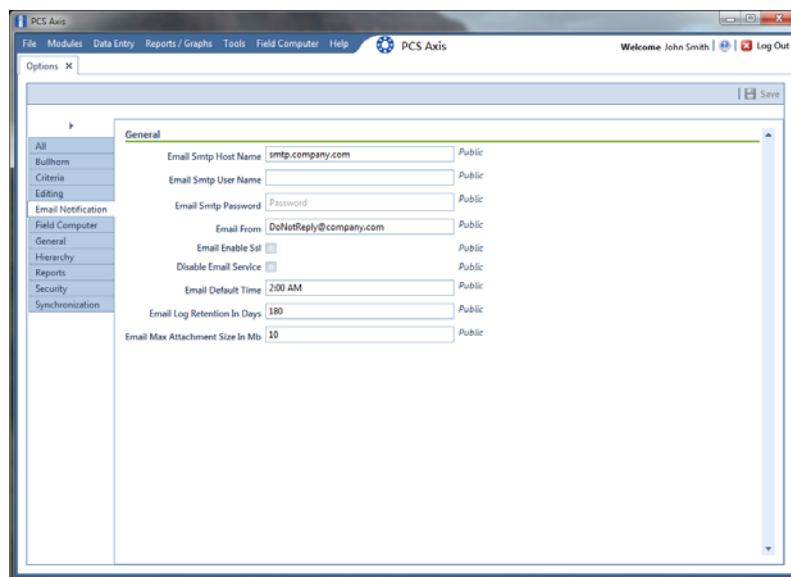 PCS Axis
File Modules Data Entry Reports / Graphs Tools Field Computer Help PCS Axis Welcome John Smith Log Out
Options
Save
All
Bullhorn
Criteria
Editing
Email Notification
Field Computer
General
Hierarchy
Reports
Security
Synchronization
General
Email Smtp Host Name smtp.company.com Public
Email Smtp User Name Public
Email Smtp Password Password Public
Email From DoNotReply@company.com Public
Email Enable Ssl Public
Disable Email Service Public
Email Default Time 2:00 AM Public
Email Log Retention In Days 180 Public
Email Max Attachment Size In Mb 10 Public